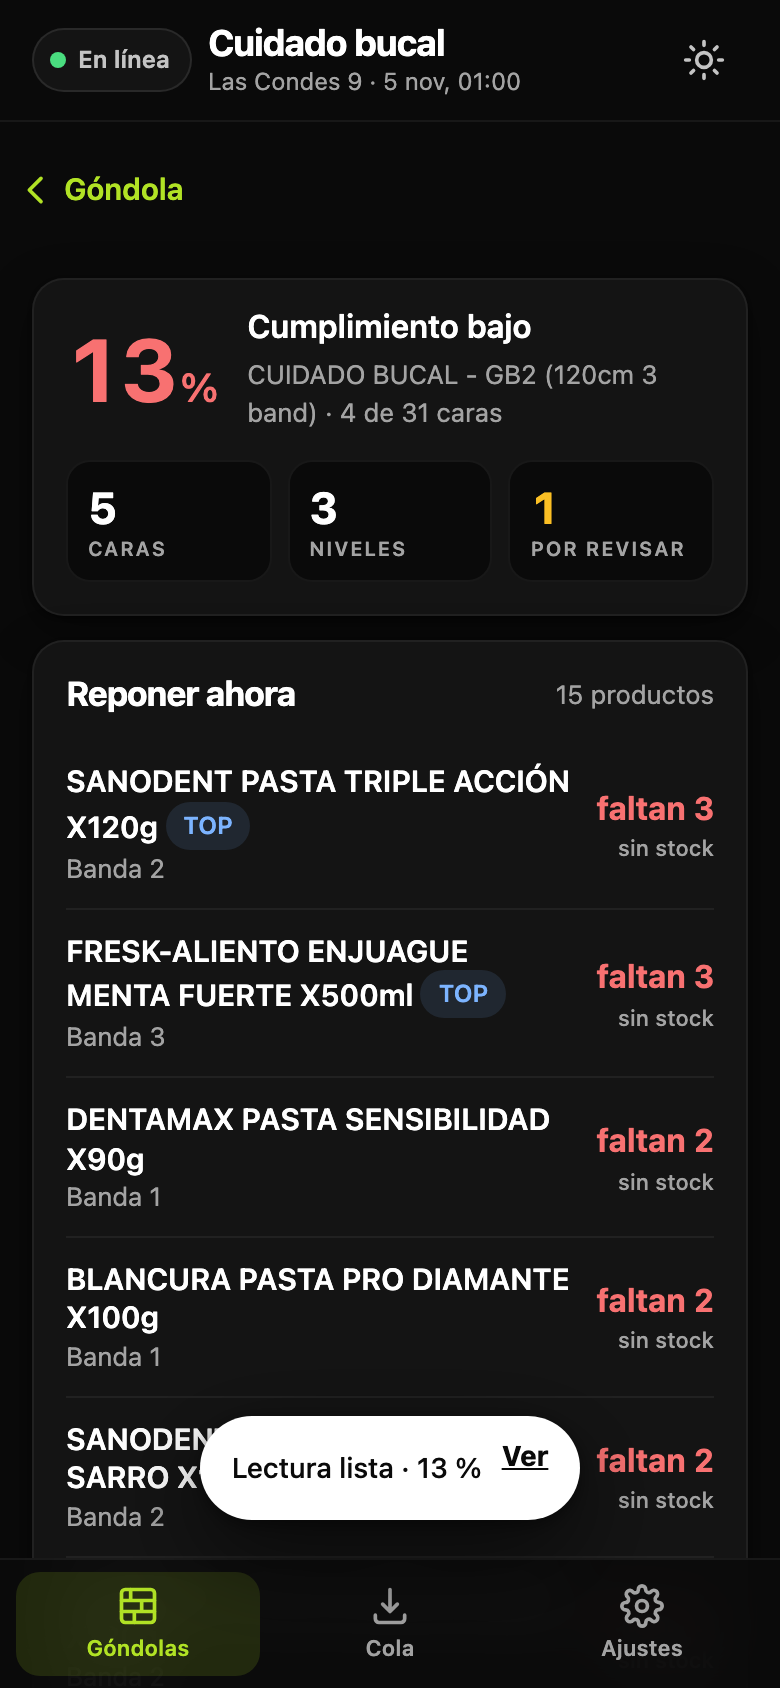 En línea
Cuidado bucal
Las Condes 9 · 5 nov, 01:00
Góndola
13%
Cumplimiento bajo
CUIDADO BUCAL - GB2 (120cm 3
band) · 4 de 31 caras
5
CARAS
3
NIVELES
1
POR REVISAR
Reponer ahora
15 productos
SANODENT PASTA TRIPLE ACCIÓN
X120g TOP
Banda 2
faltan 3
sin stock
FRESK-ALIENTO ENJUAGUE
MENTA FUERTE X500ml TOP
Banda 3
faltan 3
sin stock
DENTAMAX PASTA SENSIBILIDAD
X90g
Banda 1
faltan 2
sin stock
BLANCURA PASTA PRO DIAMANTE
X100g
Banda 1
faltan 2
sin stock
SANODEN
SARRO X
Banda 2
faltan 2
sin stock
Lectura lista · 13 % Ver
Góndolas
Cola
Ajustes
Banda 2